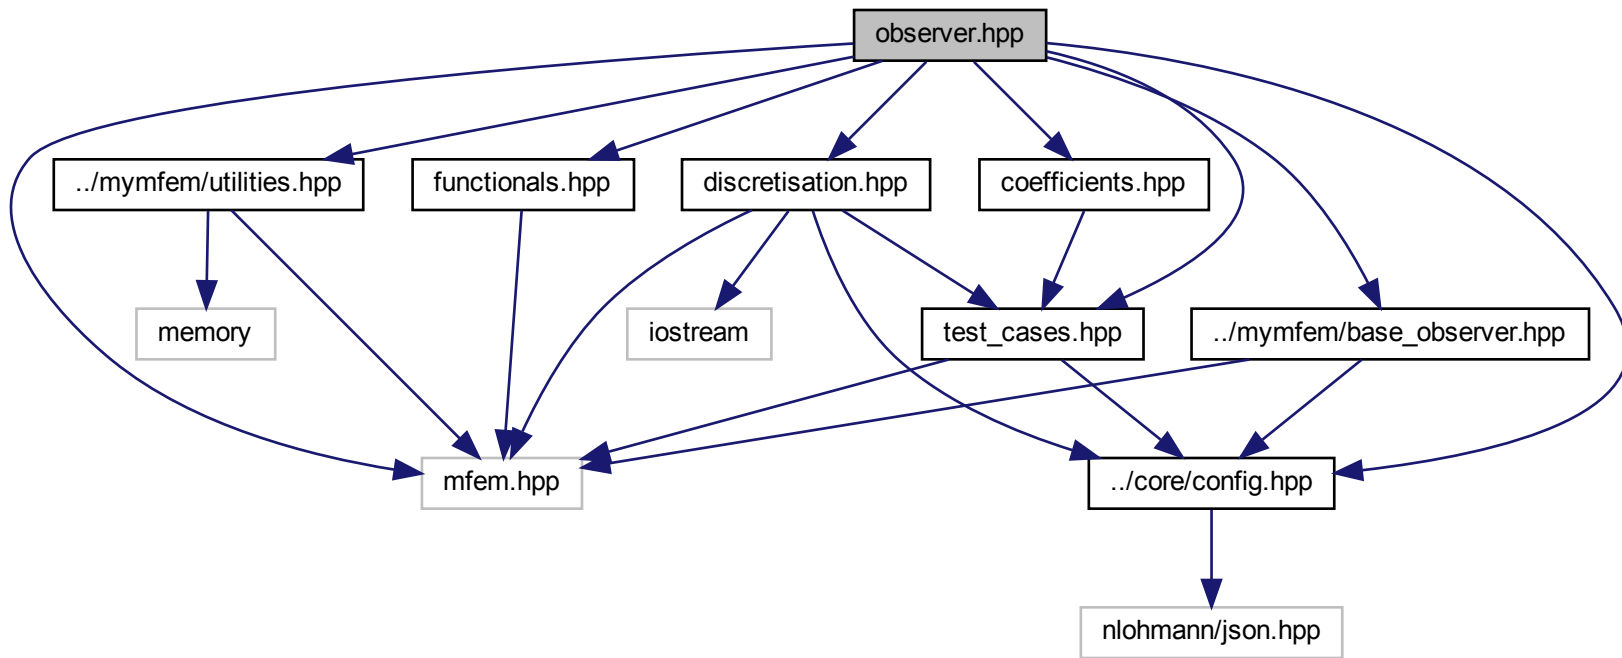 observer.hpp
../mymfem/utilities.hpp
functionals.hpp
discretisation.hpp
coefficients.hpp
memory
iostream
test_cases.hpp
../mymfem/base_observer.hpp
mfem.hpp
../core/config.hpp
nlohmann/json.hpp